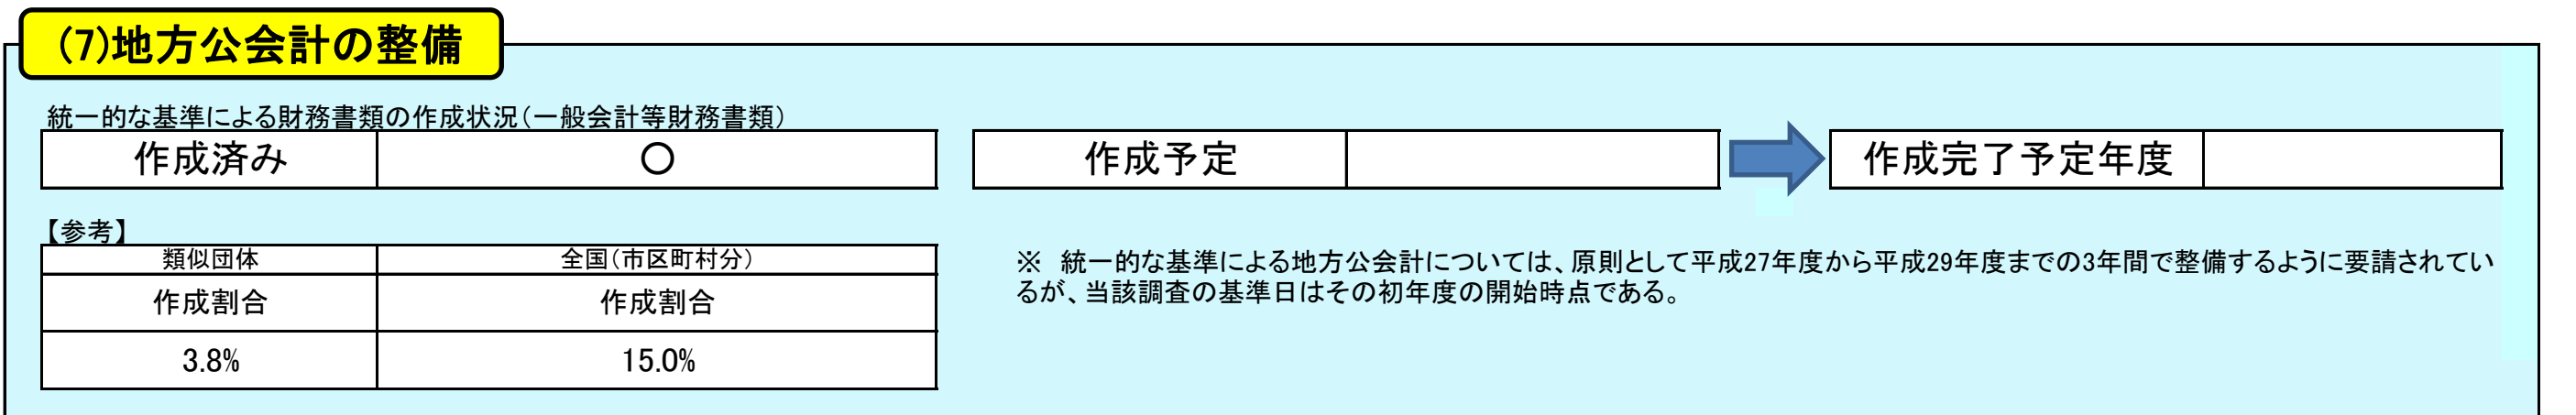 (7)地方公会計の整備
統一的な基準による財務書類の作成状況(一般会計等財務書類)
作成済み ○ 作成予定 作成完了予定年度
【参考】
類似団体 全国(市区町村分)
作成割合 作成割合
3.8% 15.0%
※ 統一的な基準による地方公会計については、原則として平成27年度から平成29年度までの3年間で整備するように要請されてい
るが、当該調査の基準日はその初年度の開始時点である。